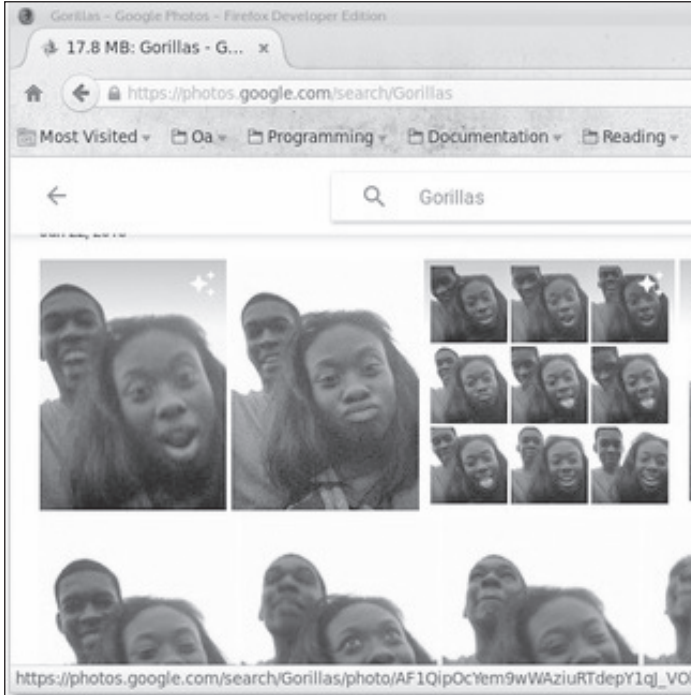 Gorillas - Google Photos - Firefox Developer Edition
17.8 MB: Gorillas - G... ×
https://photos.google.com/search/Gorillas
Most Visited Oa Programming Documentation Reading
Gorillas
https://photos.google.com/search/Gorillas/photo/